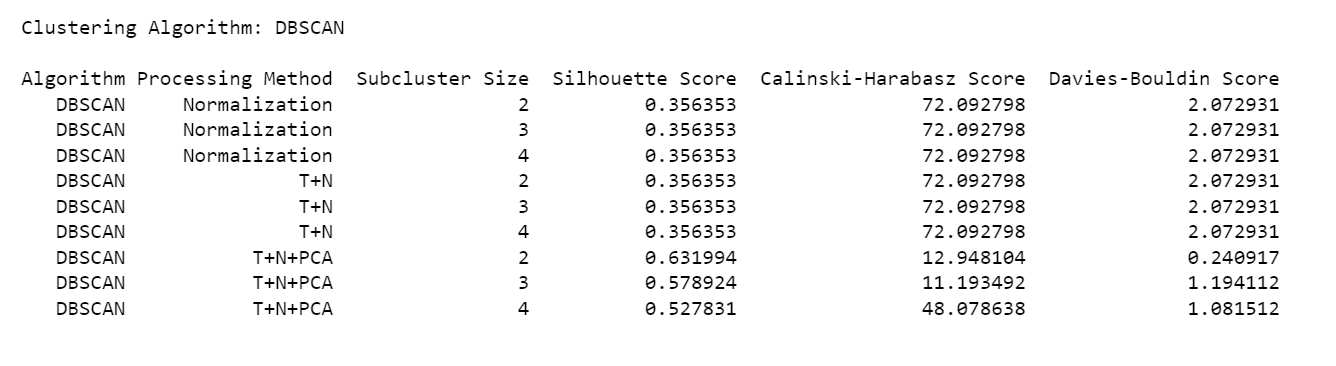 Clustering Algorithm: DBSCAN
Algorithm Processing Method Subcluster Size Silhouette Score Calinski-Harabasz Score Davies-Bouldin Score
DBSCAN Normalization 2 0.356353 72.092798 2.072931
DBSCAN Normalization 3 0.356353 72.092798 2.072931
DBSCAN Normalization 4 0.356353 72.092798 2.072931
DBSCAN T+N 2 0.356353 72.092798 2.072931
DBSCAN T+N 3 0.356353 72.092798 2.072931
DBSCAN T+N 4 0.356353 72.092798 2.072931
DBSCAN T+N+PCA 2 0.631994 12.948104 0.240917
DBSCAN T+N+PCA 3 0.578924 11.193492 1.194112
DBSCAN T+N+PCA 4 0.527831 48.078638 1.081512